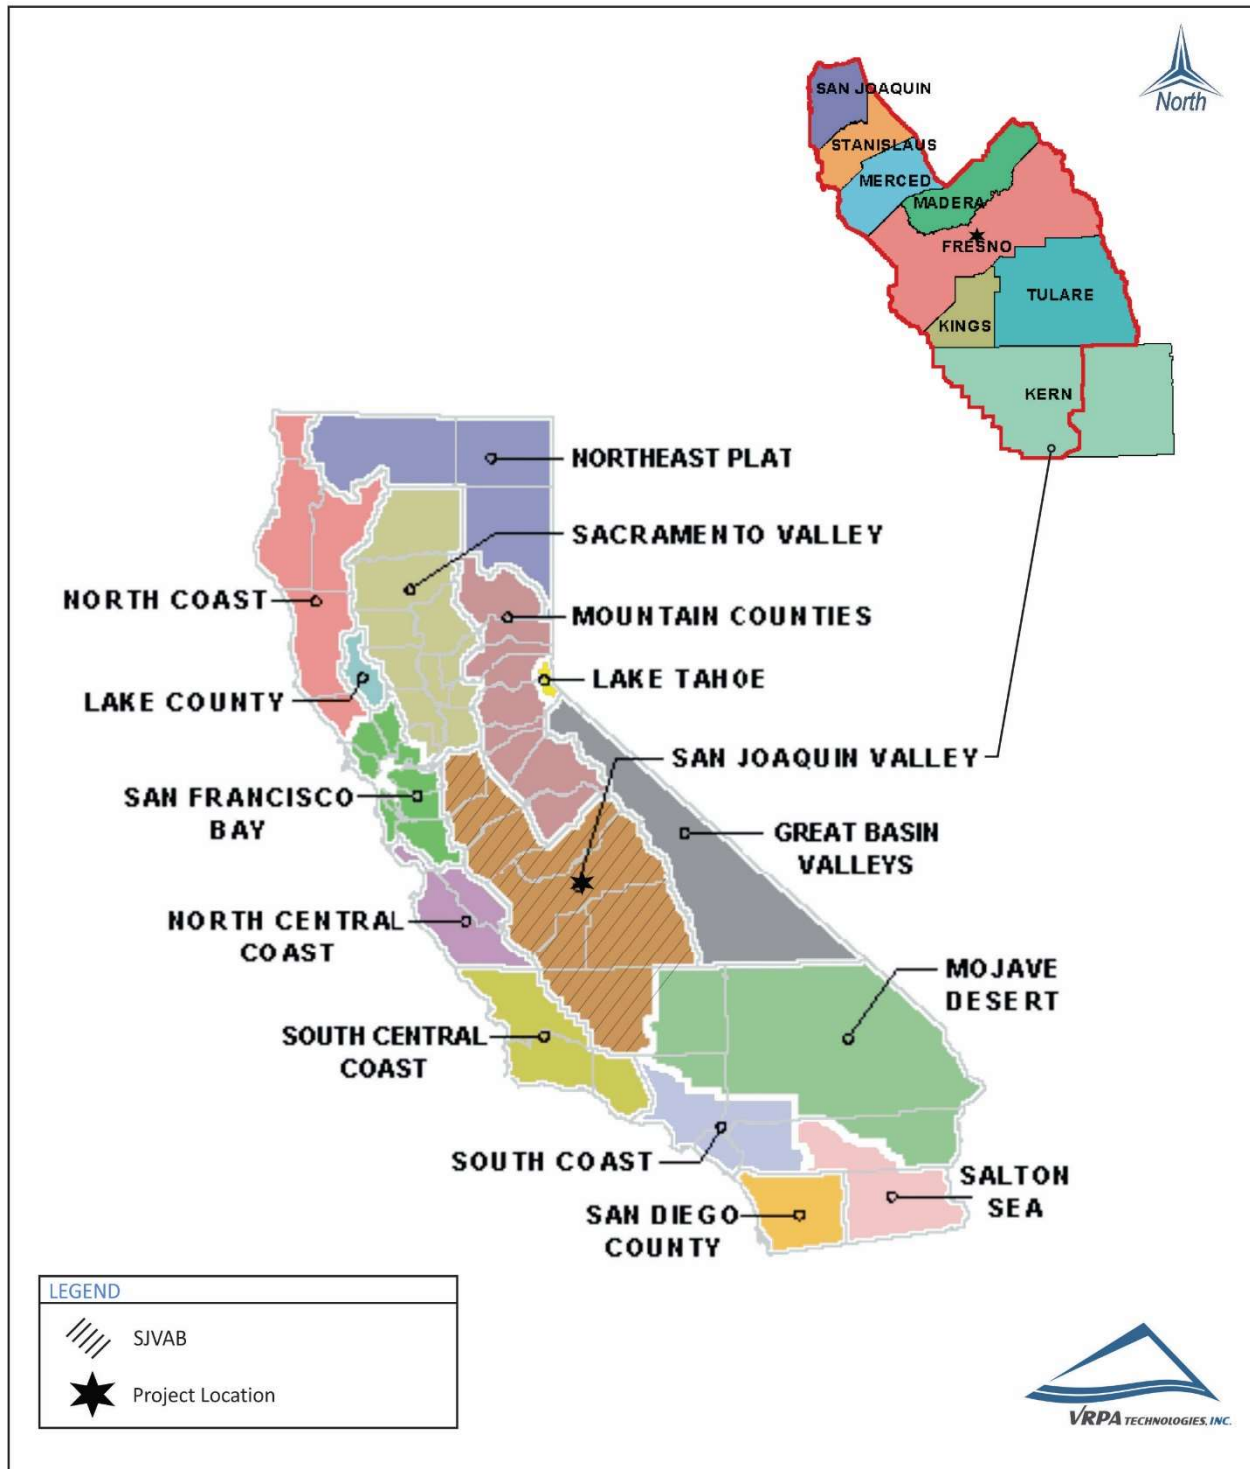 North
SAN JOAQUIN
STANISLAUS
MERCED
MADERA
FRESNO
TULARE
KINGS
KERN
NORTHEAST PLAT
SACRAMENTO VALLEY
NORTH COAST
MOUNTAIN COUNTIES
LAKE TAHOE
LAKE COUNTY
SAN JOAQUIN VALLEY
SAN FRANCISCO
BAY
GREAT BASIN
VALLEYS
NORTH CENTRAL
COAST
MOJAVE
DESERT
SOUTH CENTRAL
COAST
SOUTH COAST
SALTON
SEA
SAN DIEGO
COUNTY
LEGEND
SJVAB
Project Location
VRPA TECHNOLOGIES, INC.